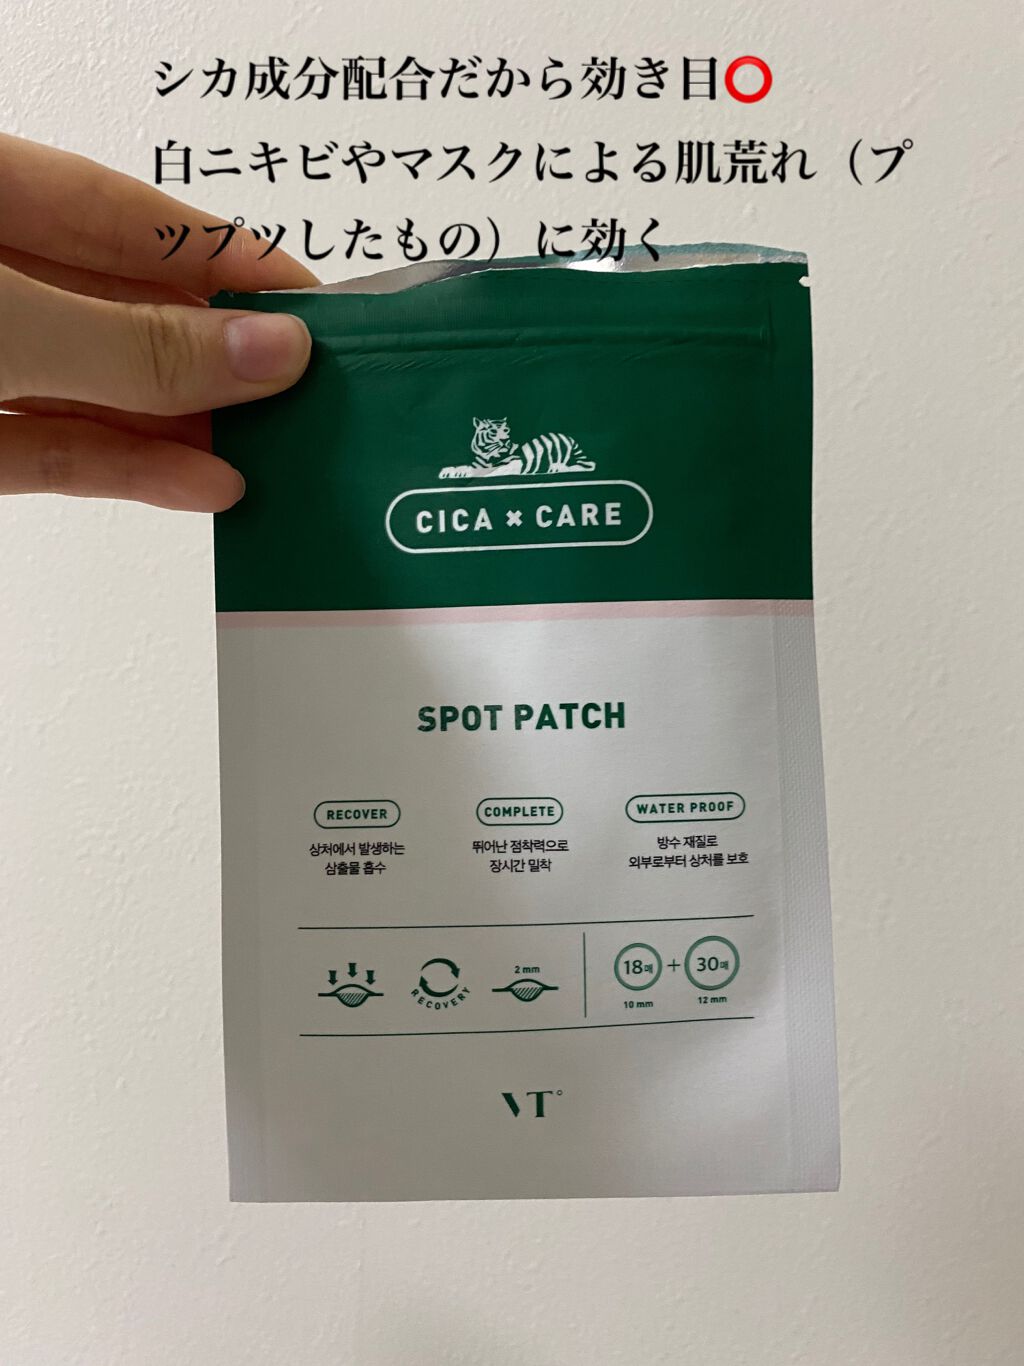 シカ成分配合だから効き目⭕️
白ニキビやマスクによる肌荒れ（プ
ツプツしたもの）に効く
CICA × CARE
SPOT PATCH
RECOVER
상처에서 발생하는
삼출물 흡수
COMPLETE
뛰어난 점착력으로
장시간 밀착
WATER PROOF
방수 재질로
외부로부터 상처를 보호
RECOVERY
2 mm
18매 + 30매
10 mm 12 mm
VT